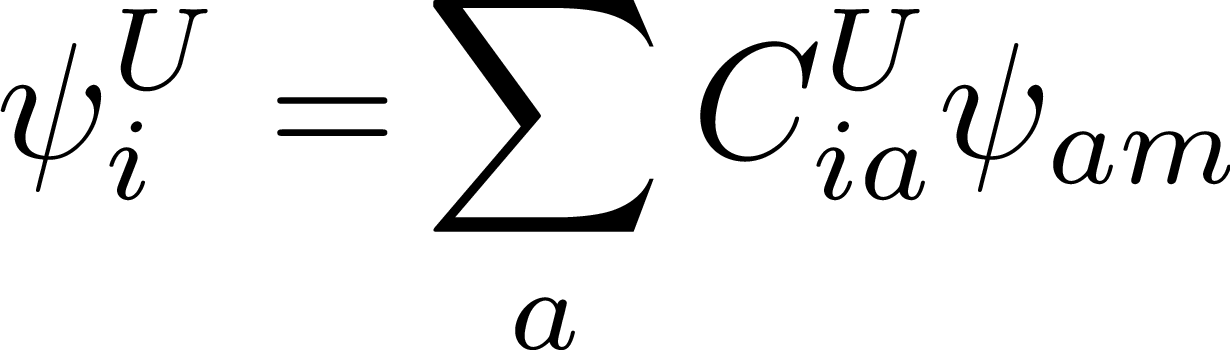 ψ_i^U = ∑_a C_{ia}^U ψ_{am}